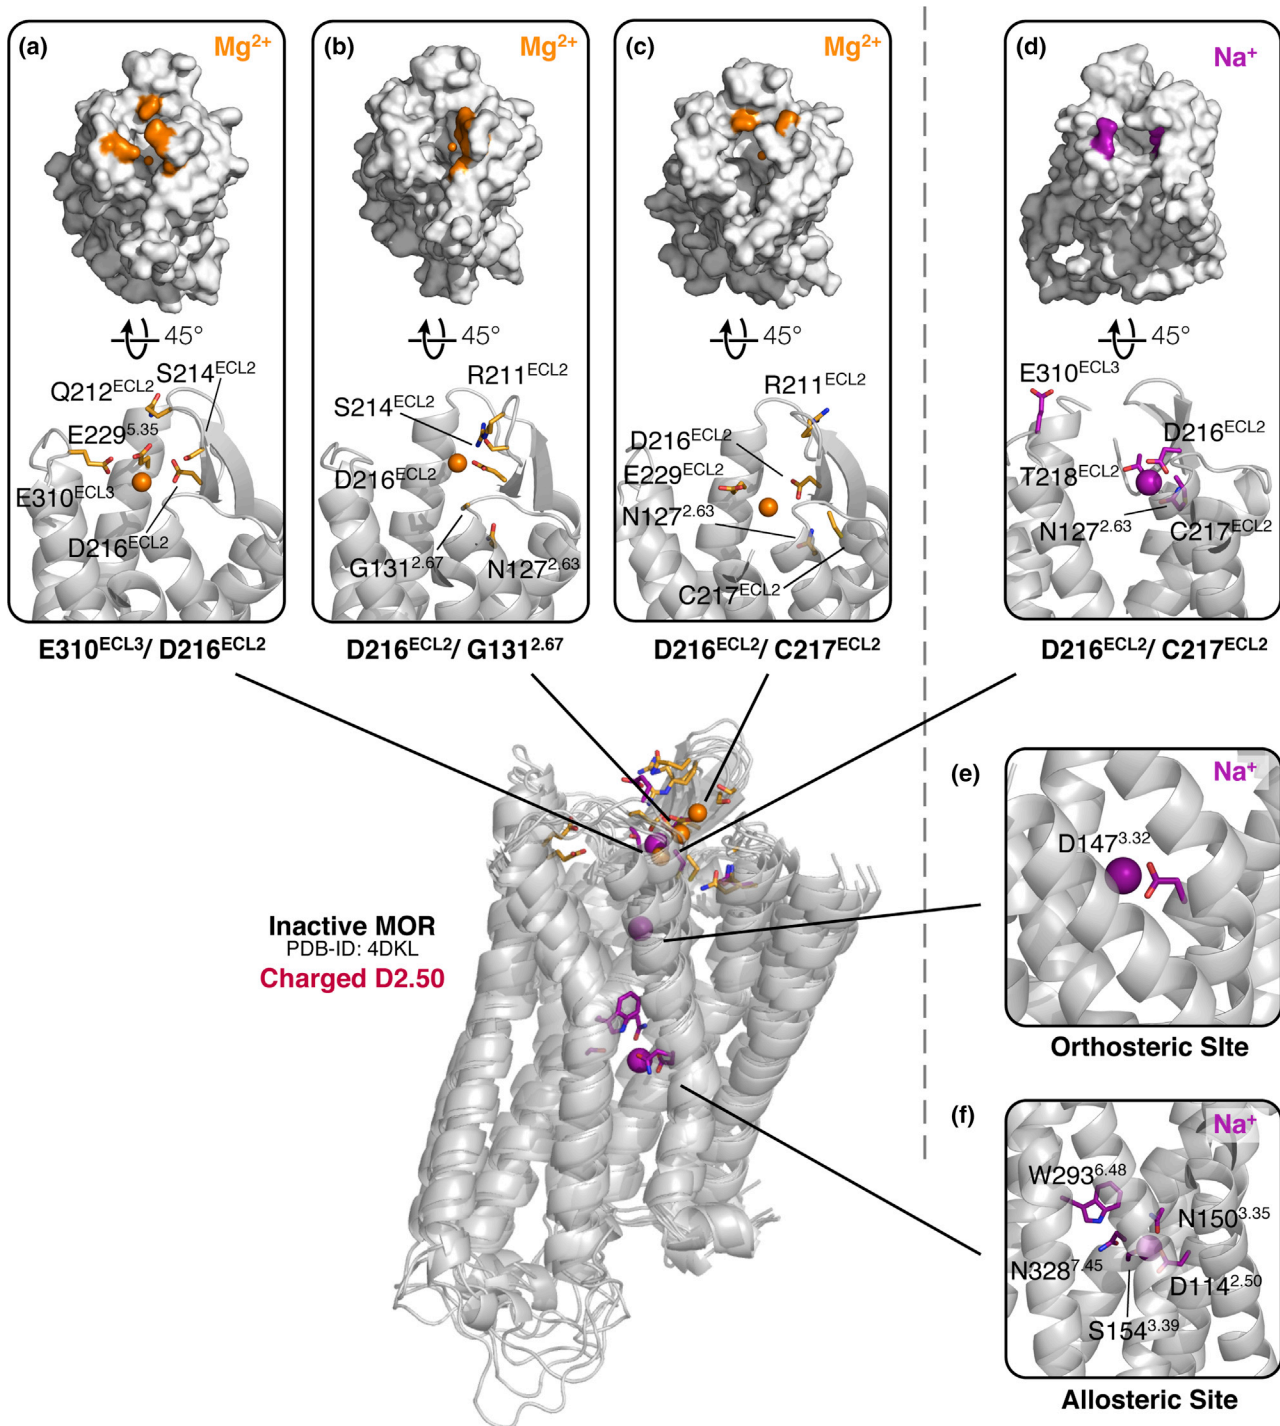 (a) Mg²⁺
45°
Q212ᴱᶜᴸ² S214ᴱᶜᴸ²
E229⁵·³⁵
E310ᴱᶜᴸ³
D216ᴱᶜᴸ²
E310ᴱᶜᴸ³/ D216ᴱᶜᴸ²
(b) Mg²⁺
45°
R211ᴱᶜᴸ²
S214ᴱᶜᴸ²
D216ᴱᶜᴸ²
G131²·⁶⁷ N127²·⁶³
D216ᴱᶜᴸ²/ G131²·⁶⁷
(c) Mg²⁺
45°
R211ᴱᶜᴸ²
D216ᴱᶜᴸ²
E229ᴱᶜᴸ²
N127²·⁶³
C217ᴱᶜᴸ²
D216ᴱᶜᴸ²/ C217ᴱᶜᴸ²
(d) Na⁺
45°
E310ᴱᶜᴸ³
D216ᴱᶜᴸ²
T218ᴱᶜᴸ²
N127²·⁶³
C217ᴱᶜᴸ²
D216ᴱᶜᴸ²/ C217ᴱᶜᴸ²
Inactive MOR
PDB-ID: 4DKL
Charged D2.50
(e) Na⁺
D147³·³²
Orthosteric SIte
(f) Na⁺
W293⁶·⁴⁸
N150³·³⁵
N328⁷·⁴⁵
D114²·⁵⁰
S154³·³⁹
Allosteric Site